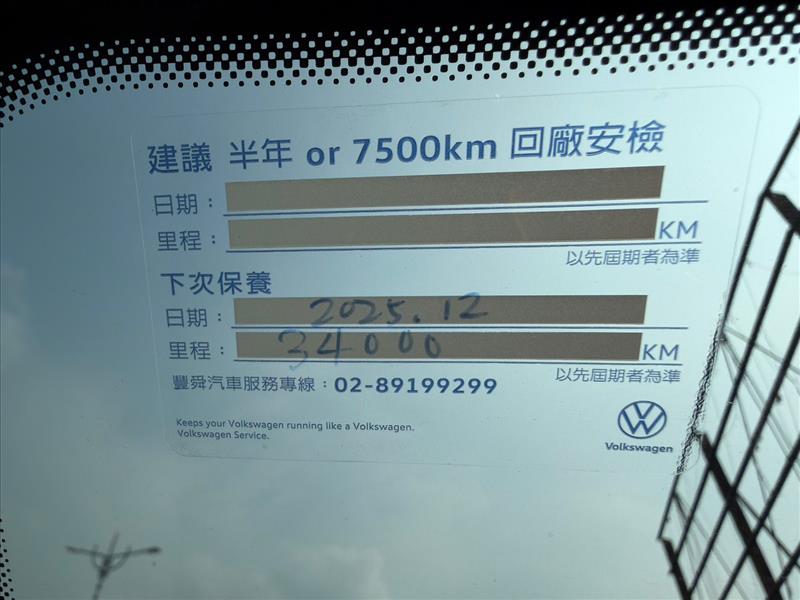 建議 半年 or 7500km 回廠安檢
日期：
里程： KM
以先屆期者為準
下次保養
日期： 2025.12
里程： 34000 KM
以先屆期者為準
豐舜汽車服務專線：02-89199299
Keeps your Volkswagen running like a Volkswagen.
Volkswagen Service.
Volkswagen